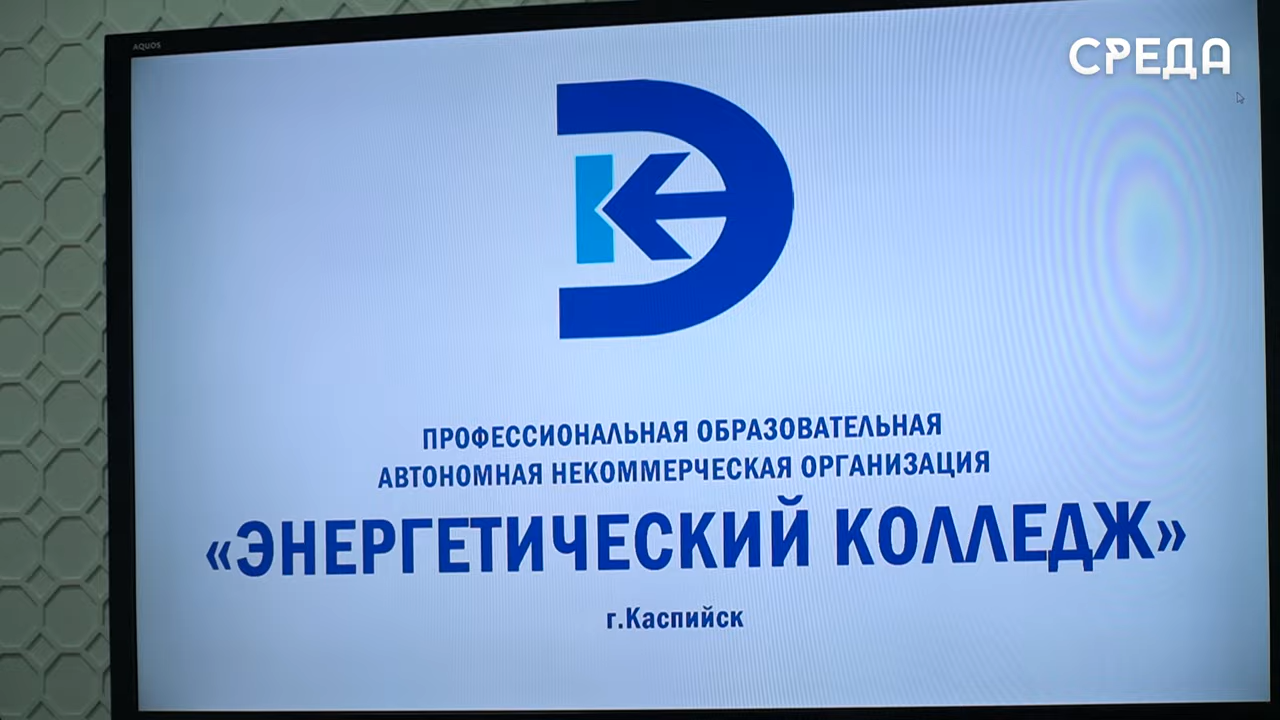 AQUOS
СРЕДА
ПРОФЕССИОНАЛЬНАЯ ОБРАЗОВАТЕЛЬНАЯ
АВТОНОМНАЯ НЕКОММЕРЧЕСКАЯ ОРГАНИЗАЦИЯ
«ЭНЕРГЕТИЧЕСКИЙ КОЛЛЕДЖ»
г.Каспийск